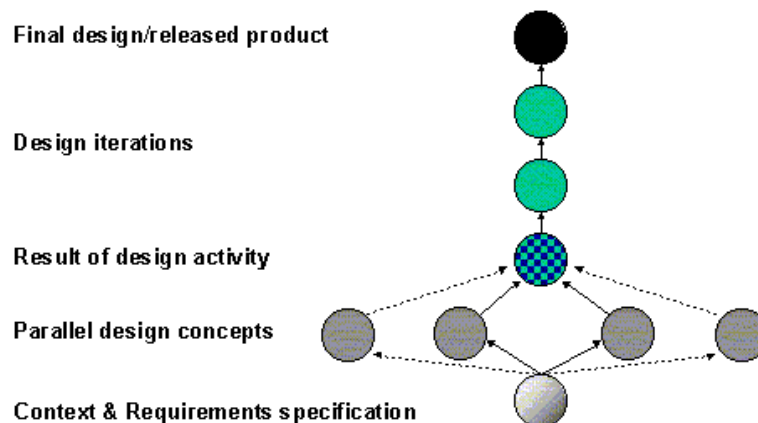 Final design/released product
Design iterations
Result of design activity
Parallel design concepts
Context & Requirements specification